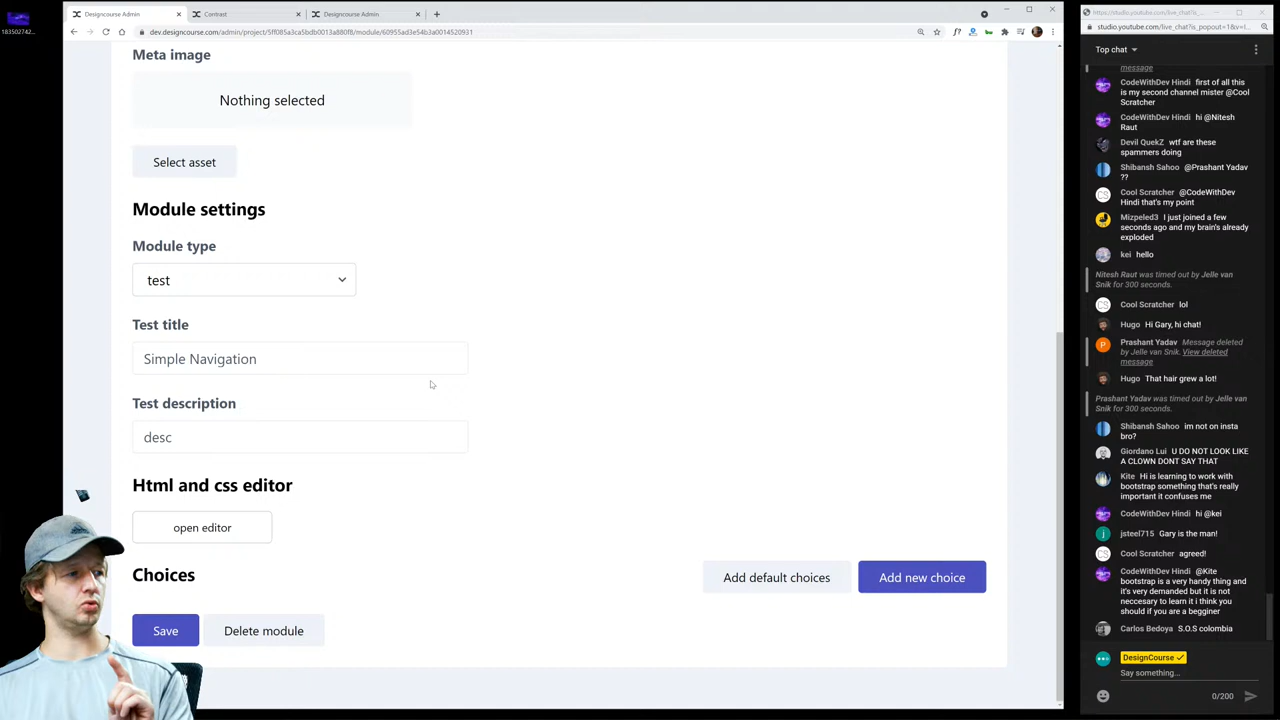 183502742...
Designcourse Admin
Contrast
Designcourse Admin
dev.designcourse.com/admin/project/5ff085a3ca5bdb0013a880f8/module/60955ad3e54b3a0014520931
Meta image
Nothing selected
Select asset
Module settings
Module type
test
Test title
Simple Navigation
Test description
desc
Html and css editor
open editor
Choices
Add default choices
Add new choice
Save
Delete module
Top chat
message
CodeWithDev Hindi first of all this
is my second channel mister @Cool
Scratcher
CodeWithDev Hindi hi @Nitesh
Raut
Devil QuekZ wtf are these
spammers doing
Shibansh Sahoo @Prashant Yadav
??
Cool Scratcher @CodeWithDev
Hindi that's my point
Mizpeled3 I just joined a few
seconds ago and my brain's already
exploded
kei hello
Nitesh Raut was timed out by Jelle van
Snik for 300 seconds.
Cool Scratcher lol
Hugo Hi Gary, hi chat!
Prashant Yadav Message deleted
by Jelle van Snik. View deleted
message
Hugo That hair grew a lot!
Prashant Yadav was timed out by Jelle van
Snik for 300 seconds.
Shibansh Sahoo im not on insta
bro?
Giordano Lui U DO NOT LOOK LIKE
A CLOWN DONT SAY THAT
Kite Hi is learning to work with
bootstrap something that's really
important it confuses me
CodeWithDev Hindi hi @kei
jsteel715 Gary is the man!
Cool Scratcher agreed!
CodeWithDev Hindi @Kite
bootstrap is a very handy thing and
it's very demanded but it is not
neccesary to learn it i think you
should if you are a begginer
Carlos Bedoya S.O.S colombia
DesignCourse
Say something...
0/200